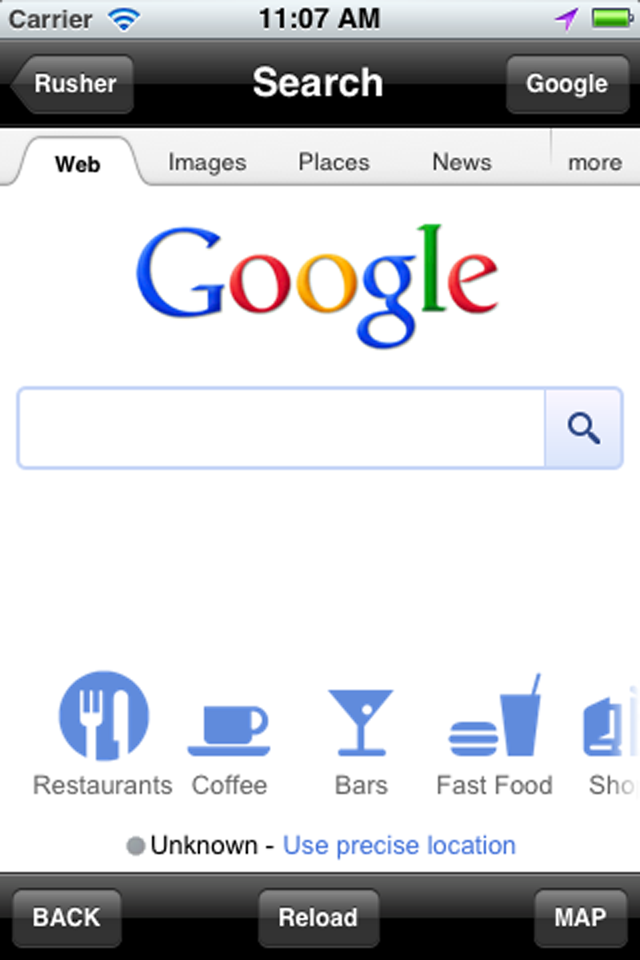 Carrier 11:07 AM
Rusher Search Google
Web Images Places News more
Google
Restaurants Coffee Bars Fast Food Sho
Unknown - Use precise location
BACK Reload MAP